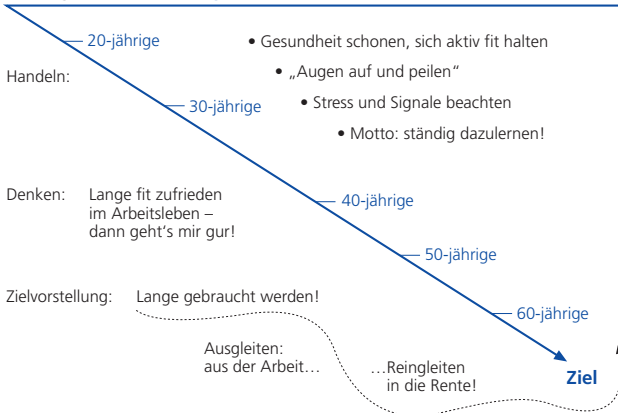 20-jährige
• Gesundheit schonen, sich aktiv fit halten
Handeln:
• „Augen auf und peilen“
30-jährige
• Stress und Signale beachten
• Motto: ständig dazulernen!
Denken: Lange fit zufrieden
im Arbeitsleben –
dann geht's mir gur!
40-jährige
50-jährige
Zielvorstellung: Lange gebraucht werden!
60-jährige
Ausgleiten:
aus der Arbeit…
…Reingleiten
in die Rente!
Ziel